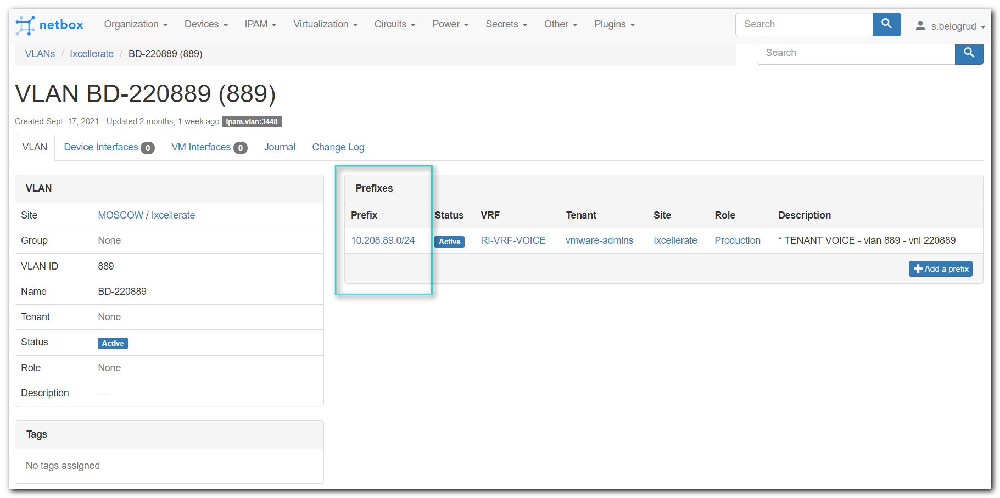 netbox Organization Devices IPAM Virtualization Circuits Power Secrets Other Plugins Search s.belogrud
VLANs / Ixcellerate / BD-220889 (889) Search
VLAN BD-220889 (889)
Created Sept. 17, 2021 · Updated 2 months, 1 week ago ipam.vlan:3448
VLAN Device Interfaces 0 VM Interfaces 0 Journal Change Log
VLAN
Site MOSCOW / Ixcellerate
Group None
VLAN ID 889
Name BD-220889
Tenant None
Status Active
Role None
Description —
Tags
No tags assigned
Prefixes
Prefix Status VRF Tenant Site Role Description
10.208.89.0/24 Active RI-VRF-VOICE vmware-admins Ixcellerate Production * TENANT VOICE - vlan 889 - vni 220889
Add a prefix